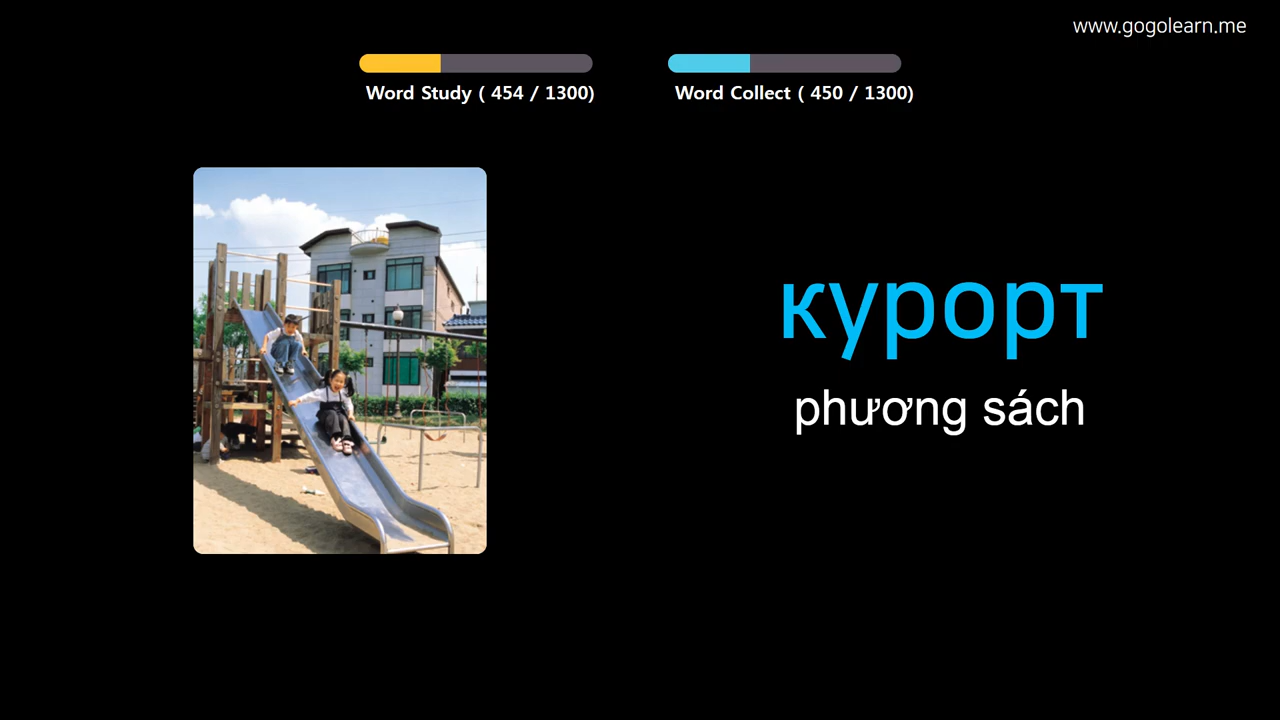 www.gogolearn.me
Word Study ( 454 / 1300)
Word Collect ( 450 / 1300)
курорт
phương sách